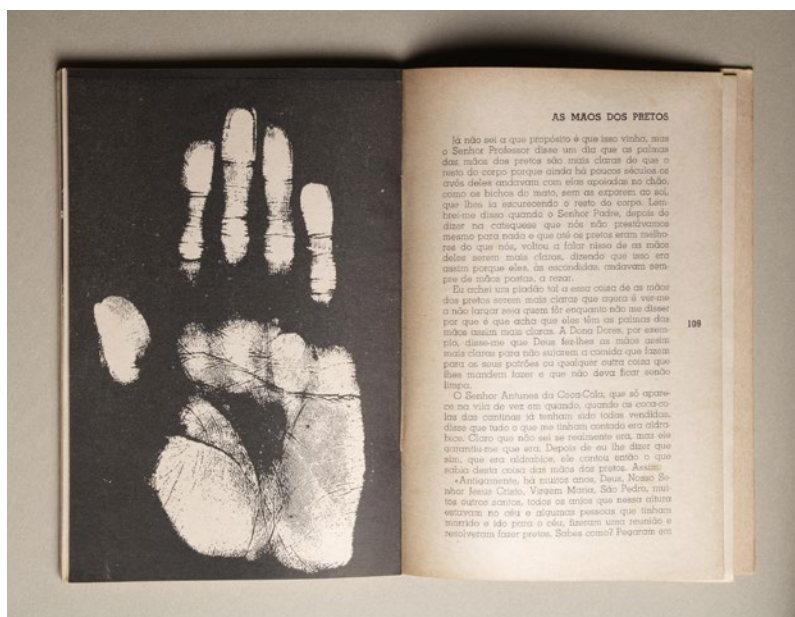 AS MÃOS DOS PRETOS
Já não sei a que propósito é que isso vinha, mas
o Senhor Professor disse um dia que as palmas
das mãos dos pretos são mais claras do que o
resto do corpo porque ainda há poucos séculos os
avós deles andavam com elas apoiadas no chão,
como os bichos do mato, sem as exporem ao sol,
que lhes ia escurecendo o resto do corpo. Lem-
brei-me disso quando o Senhor Padre, depois de
dizer na catequese que nós não prestávamos
mesmo para nada e que até os pretos eram melho-
res do que nós, voltou a falar nisso de as mãos
deles serem mais claras, dizendo que isso era
assim porque eles, às escondidas, andavam sem-
pre de mãos postas, a rezar.
Eu achei um piadão tal a essa coisa de as mãos
dos pretos serem mais claras que agora é ver-me
a não largar seja quem fôr enquanto não me disser
por que é que acha que eles têm as palmas das
mãos assim mais claras. A Dona Dores, por exem-
plo, disse-me que Deus fez-lhes as mãos assim
mais claras para não sujarem a comida que fazem
para os seus patrões ou qualquer outra coisa que
lhes mandem fazer e que não deva ficar senão
limpa.
O Senhor Antunes da Coca-Cola, que só apare-
ce na vila de vez em quando, quando as coca-co-
las das cantinas já tenham sido todas vendidas,
disse que tudo o que me tinham contado era aldra-
bice. Claro que não sei se realmente era, mas ele
garantiu-me que era. Depois de eu lhe dizer que
sim, que era aldrabice, ele contou então o que
sabia desta coisa das mãos dos pretos. Assim:
«Antigamente, há muitos anos, Deus, Nosso Se-
nhor Jesus Cristo, Virgem Maria, São Pedro, mui-
tos outros santos, todos os anjos que nessa altura
estavam no céu e algumas pessoas que tinham
morrido e ido para o céu, fizeram uma reunião e
resolveram fazer pretos. Sabes como? Pegaram em
109